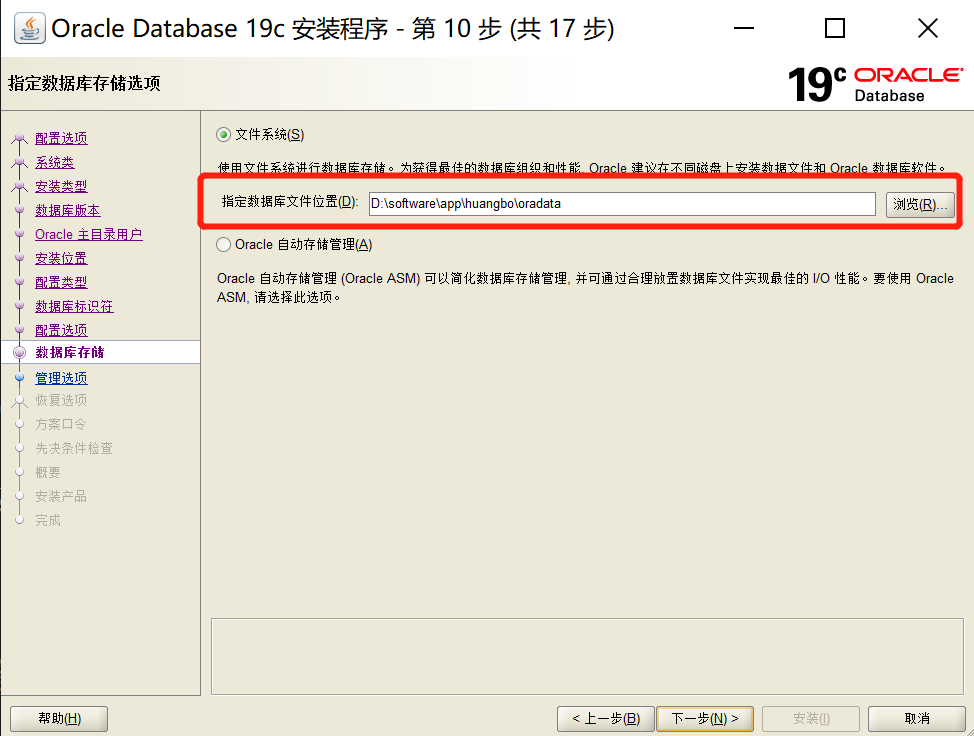 Oracle Database 19c 安装程序 - 第 10 步 (共 17 步)
指定数据库存储选项
19c ORACLE Database
配置选项
系统类
安装类型
数据库版本
Oracle 主目录用户
安装位置
配置类型
数据库标识符
配置选项
数据库存储
管理选项
恢复选项
方案口令
先决条件检查
概要
安装产品
完成
文件系统(S)
使用文件系统进行数据库存储。为获得最佳的数据库组织和性能, Oracle 建议在不同磁盘上安装数据文件和 Oracle 数据库软件。
指定数据库文件位置(D): D:\software\app\huangbo\oradata 浏览(R)...
Oracle 自动存储管理(A)
Oracle 自动存储管理 (Oracle ASM) 可以简化数据库存储管理, 并可通过合理放置数据库文件实现最佳的 I/O 性能。要使用 Oracle
ASM, 请选择此选项。
帮助(H) < 上一步(B) 下一步(N) > 安装(I) 取消